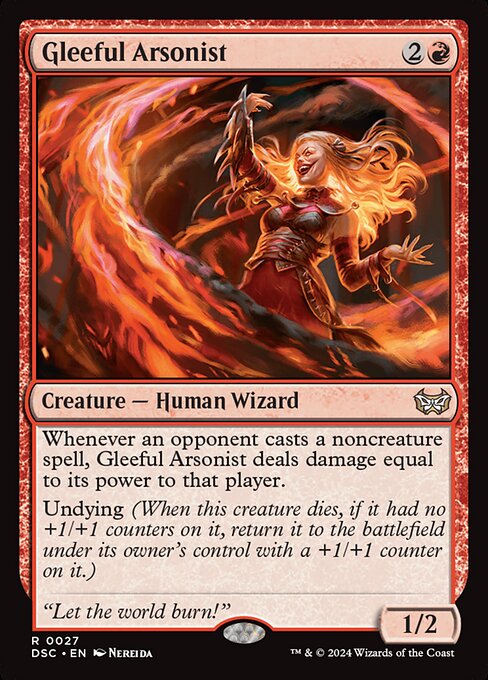 Gleeful Arsonist 2
Creature — Human Wizard
Whenever an opponent casts a noncreature
spell, Gleeful Arsonist deals damage equal
to its power to that player.
Undying (When this creature dies, if it had no
+1/+1 counters on it, return it to the battlefield
under its owner's control with a +1/+1 counter
on it.)
“Let the world burn!”
1/2
R 0027
DSC • EN NEREIDA
™ & © 2024 Wizards of the Coast